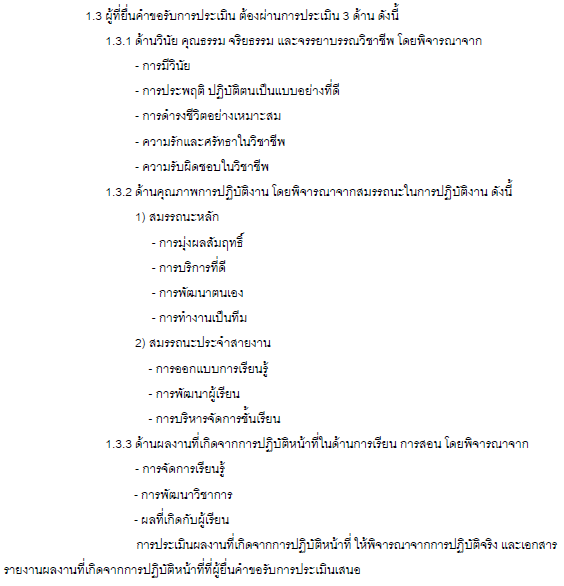 1.3 ผู้ที่ยื่นคำขอรับการประเมิน ต้องผ่านการประเมิน 3 ด้าน ดังนี้
1.3.1 ด้านวินัย คุณธรรม จริยธรรม และจรรยาบรรณวิชาชีพ โดยพิจารณาจาก
- การมีวินัย
- การประพฤติ ปฏิบัติตนเป็นแบบอย่างที่ดี
- การดำรงชีวิตอย่างเหมาะสม
- ความรักและศรัทธาในวิชาชีพ
- ความรับผิดชอบในวิชาชีพ
1.3.2 ด้านคุณภาพการปฏิบัติงาน โดยพิจารณาจากสมรรถนะในการปฏิบัติงาน ดังนี้
1) สมรรถนะหลัก
- การมุ่งผลสัมฤทธิ์
- การบริการที่ดี
- การพัฒนาตนเอง
- การทำงานเป็นทีม
2) สมรรถนะประจำสายงาน
- การออกแบบการเรียนรู้
- การพัฒนาผู้เรียน
- การบริหารจัดการชั้นเรียน
1.3.3 ด้านผลงานที่เกิดจากการปฏิบัติหน้าที่ในด้านการเรียน การสอน โดยพิจารณาจาก
- การจัดการเรียนรู้
- การพัฒนาวิชาการ
- ผลที่เกิดกับผู้เรียน
การประเมินผลงานที่เกิดจากการปฏิบัติหน้าที่ ให้พิจารณาจากการปฏิบัติจริง และเอกสาร
รายงานผลงานที่เกิดจากการปฏิบัติหน้าที่ที่ผู้ยื่นคำขอรับการประเมินเสนอ